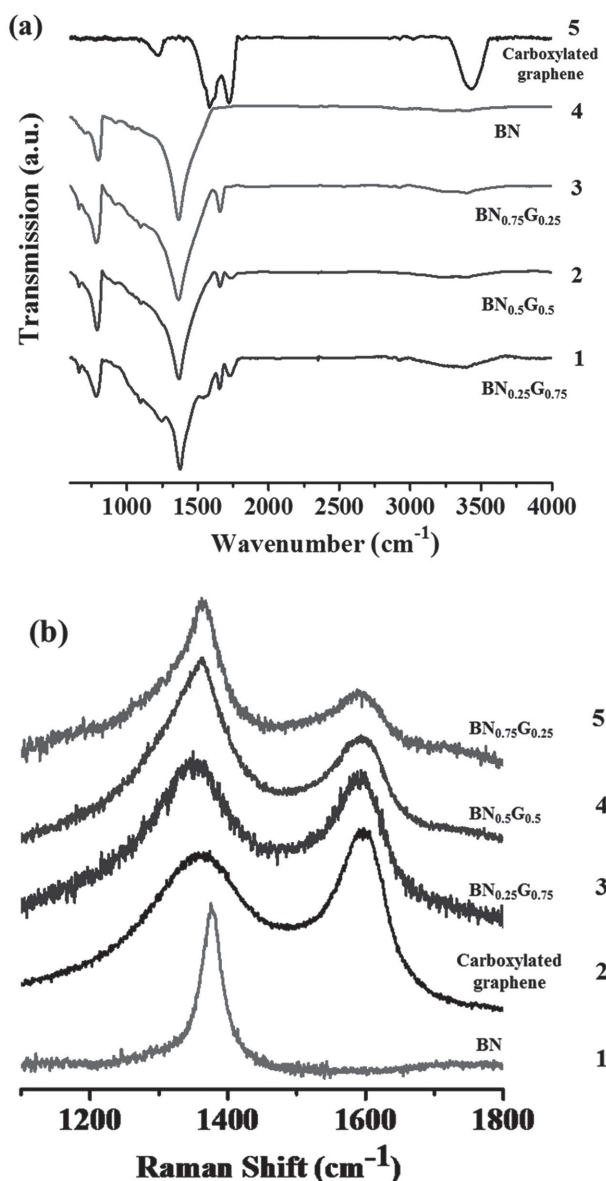 (a)
5
Carboxylated
graphene
4
BN
3
BN0.75G0.25
2
BN0.5G0.5
1
BN0.25G0.75
Transmission (a.u.)
1000 1500 2000 2500 3000 3500 4000
Wavenumber (cm-1)
(b)
BN0.75G0.25
5
BN0.5G0.5
4
BN0.25G0.75
3
Carboxylated
graphene
2
BN
1
1200 1400 1600 1800
Raman Shift (cm-1)